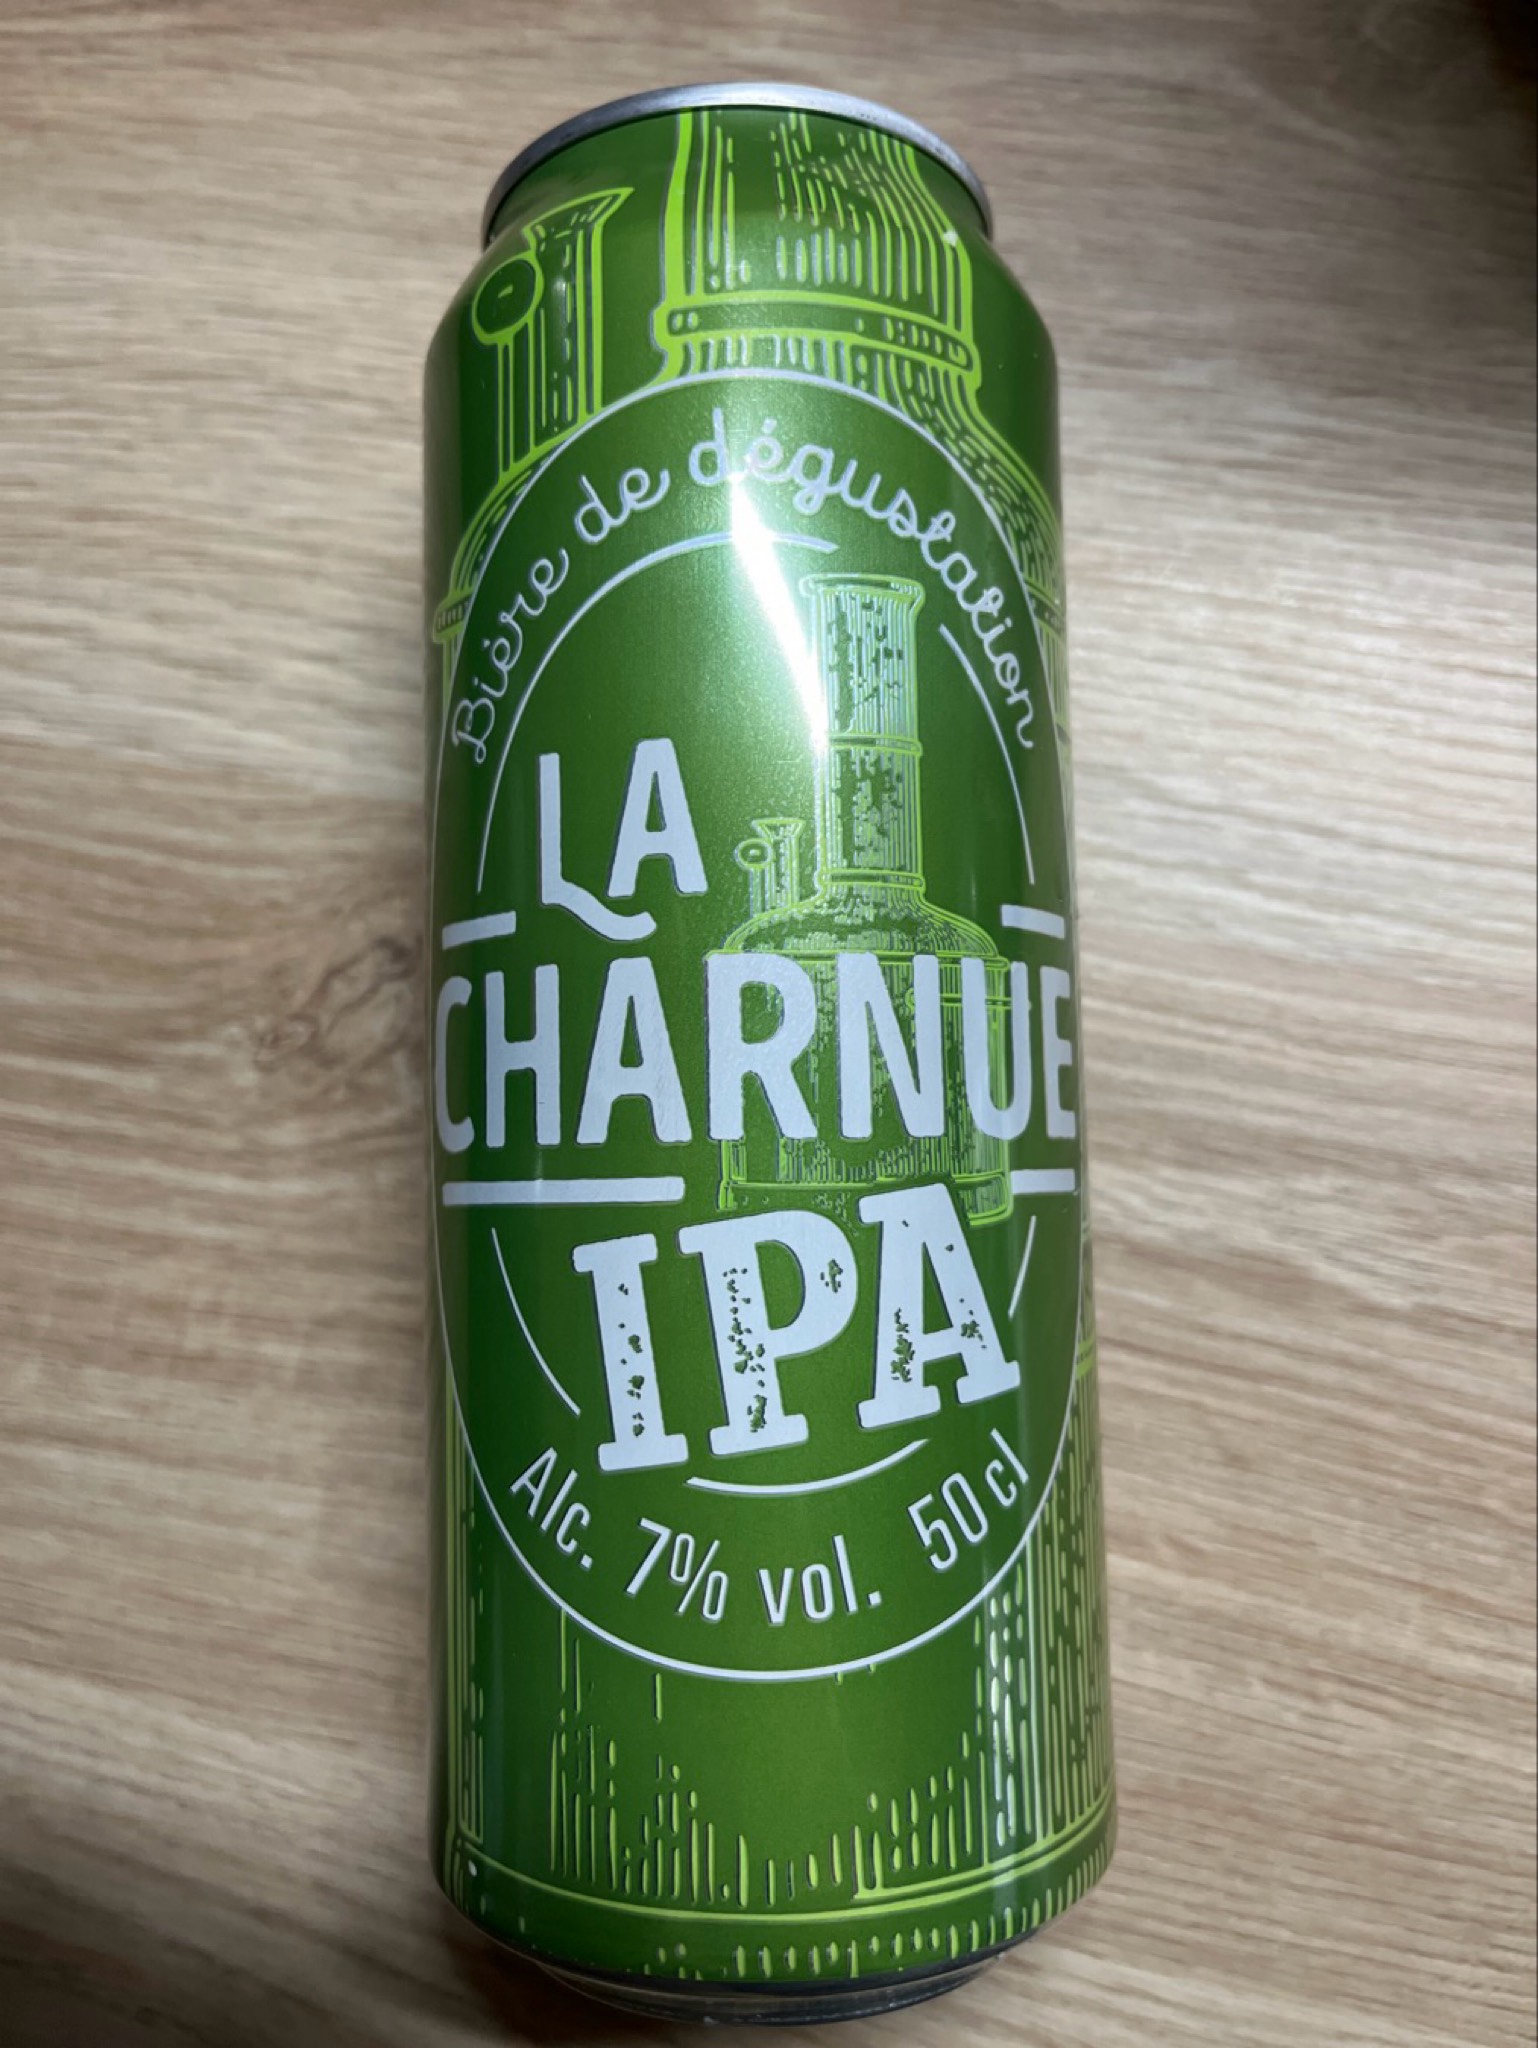 Bière de dégustation
LA
CHARNUE
IPA
Alc. 7% vol. 50 cl